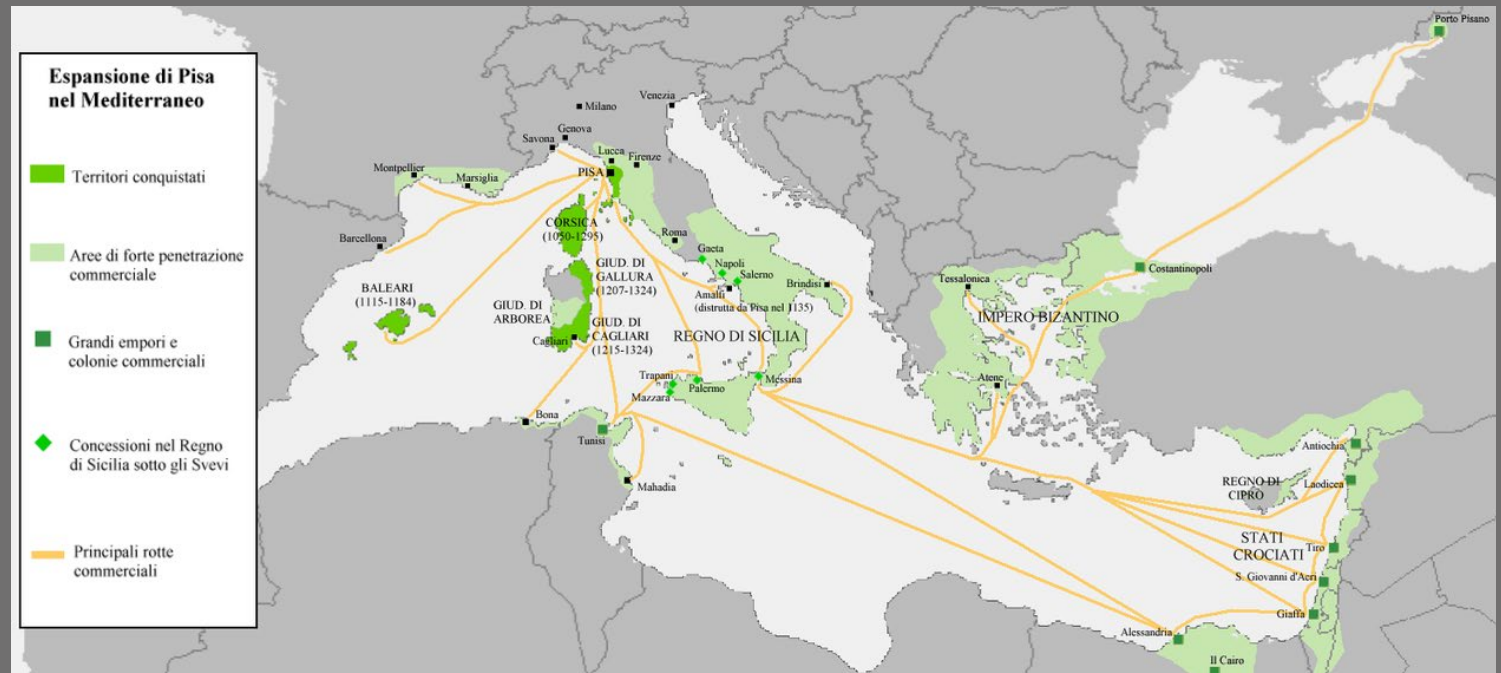 Espansione di Pisa
nel Mediterraneo
Territori conquistati
Aree di forte penetrazione
commerciale
Grandi empori e
colonie commerciali
Concessioni nel Regno
di Sicilia sotto gli Svevi
Principali rotte
commerciali
Porto Pisano
Venezia
Milano
Genova
Savona
Lucca
Firenze
PISA
Montpellier
Marsiglia
Barcellona
CORSICA
(1050-1295)
Roma
Gaeta
Napoli
Salerno
Amalfi
(distrutta da Pisa nel 1135)
Brindisi
BALEARI
(1115-1184)
GIUD. DI
GALLURA
(1207-1324)
GIUD. DI
ARBOREA
GIUD. DI
CAGLIARI
(1215-1324)
Cagliari
REGNO DI SICILIA
Trapani
Palermo
Messina
Mazzara
Bona
Tunisi
Mahadia
Tessalonica
Costantinopoli
IMPERO BIZANTINO
Atene
Antiochia
REGNO DI
CIPRO
Laodicea
STATI
CROCIATI
Tiro
S. Giovanni d'Acri
Giaffa
Alessandria
Il Cairo